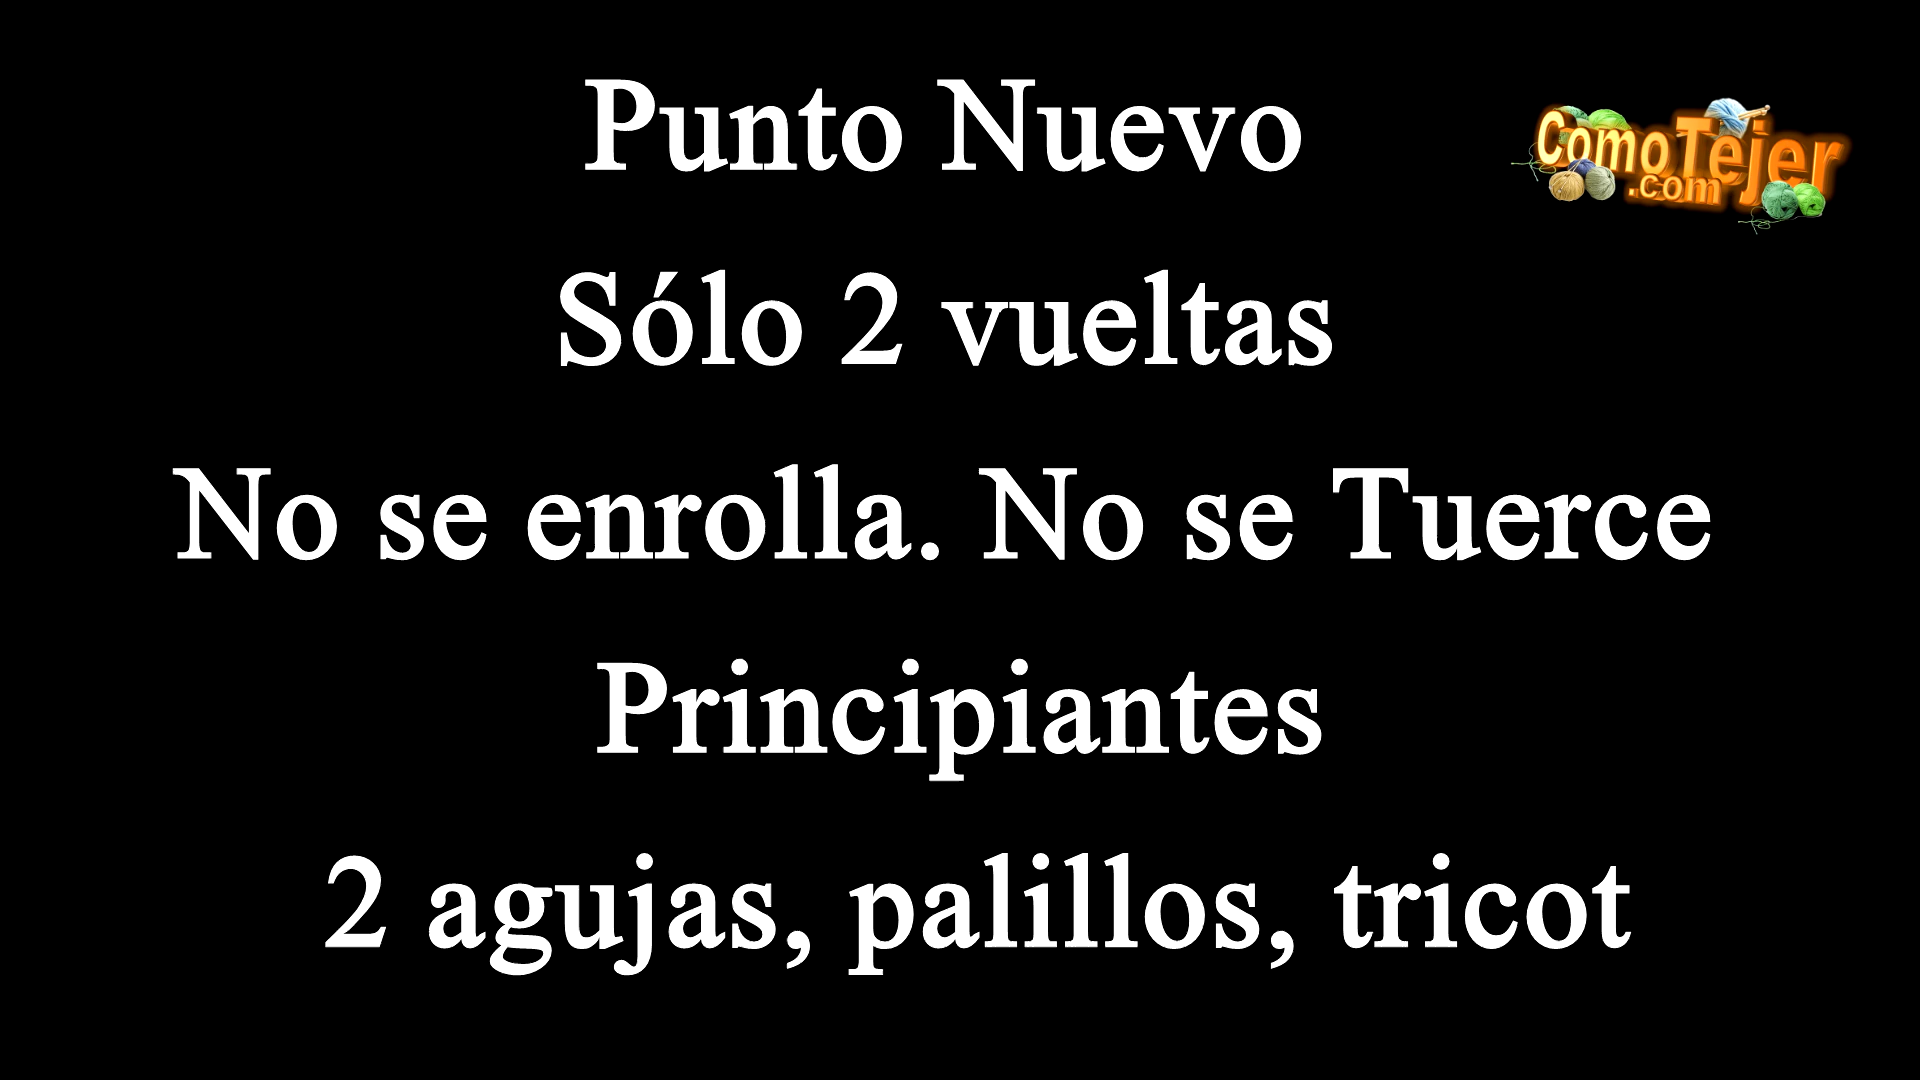 Punto Nuevo
ComoTejer
.com
Sólo 2 vueltas
No se enrolla. No se Tuerce
Principiantes
2 agujas, palillos, tricot